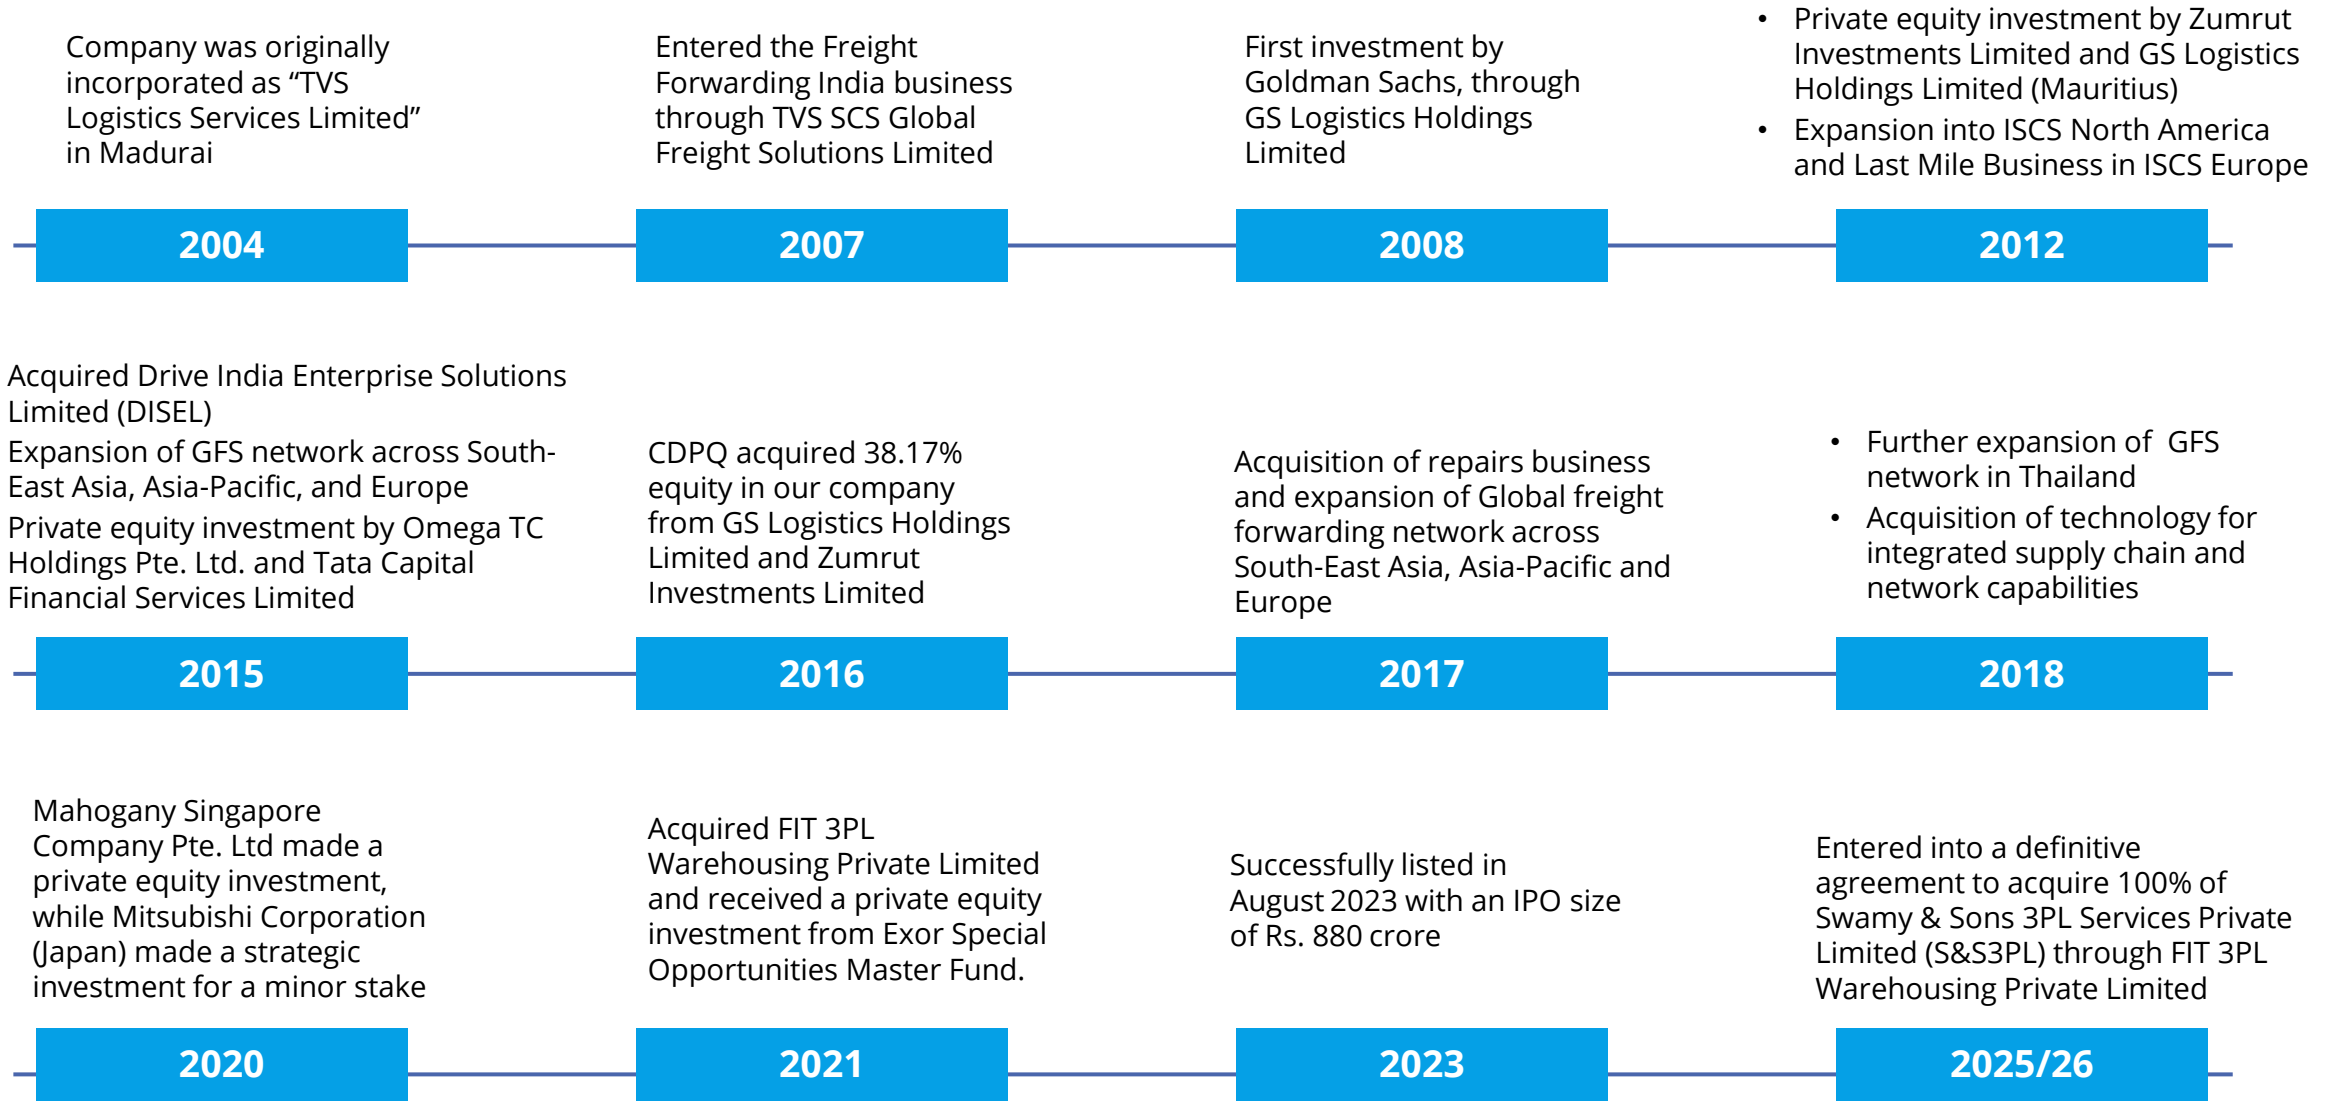 Company was originally
incorporated as “TVS
Logistics Services Limited”
in Madurai
2004
Entered the Freight
Forwarding India business
through TVS SCS Global
Freight Solutions Limited
2007
First investment by
Goldman Sachs, through
GS Logistics Holdings
Limited
2008
• Private equity investment by Zumrut
Investments Limited and GS Logistics
Holdings Limited (Mauritius)
• Expansion into ISCS North America
and Last Mile Business in ISCS Europe
2012
Acquired Drive India Enterprise Solutions
Limited (DISEL)
Expansion of GFS network across South-
East Asia, Asia-Pacific, and Europe
Private equity investment by Omega TC
Holdings Pte. Ltd. and Tata Capital
Financial Services Limited
2015
CDPQ acquired 38.17%
equity in our company
from GS Logistics Holdings
Limited and Zumrut
Investments Limited
2016
Acquisition of repairs business
and expansion of Global freight
forwarding network across
South-East Asia, Asia-Pacific and
Europe
2017
• Further expansion of GFS
network in Thailand
• Acquisition of technology for
integrated supply chain and
network capabilities
2018
Mahogany Singapore
Company Pte. Ltd made a
private equity investment,
while Mitsubishi Corporation
(Japan) made a strategic
investment for a minor stake
2020
Acquired FIT 3PL
Warehousing Private Limited
and received a private equity
investment from Exor Special
Opportunities Master Fund.
2021
Successfully listed in
August 2023 with an IPO size
of Rs. 880 crore
2023
Entered into a definitive
agreement to acquire 100% of
Swamy & Sons 3PL Services Private
Limited (S&S3PL) through FIT 3PL
Warehousing Private Limited
2025/26